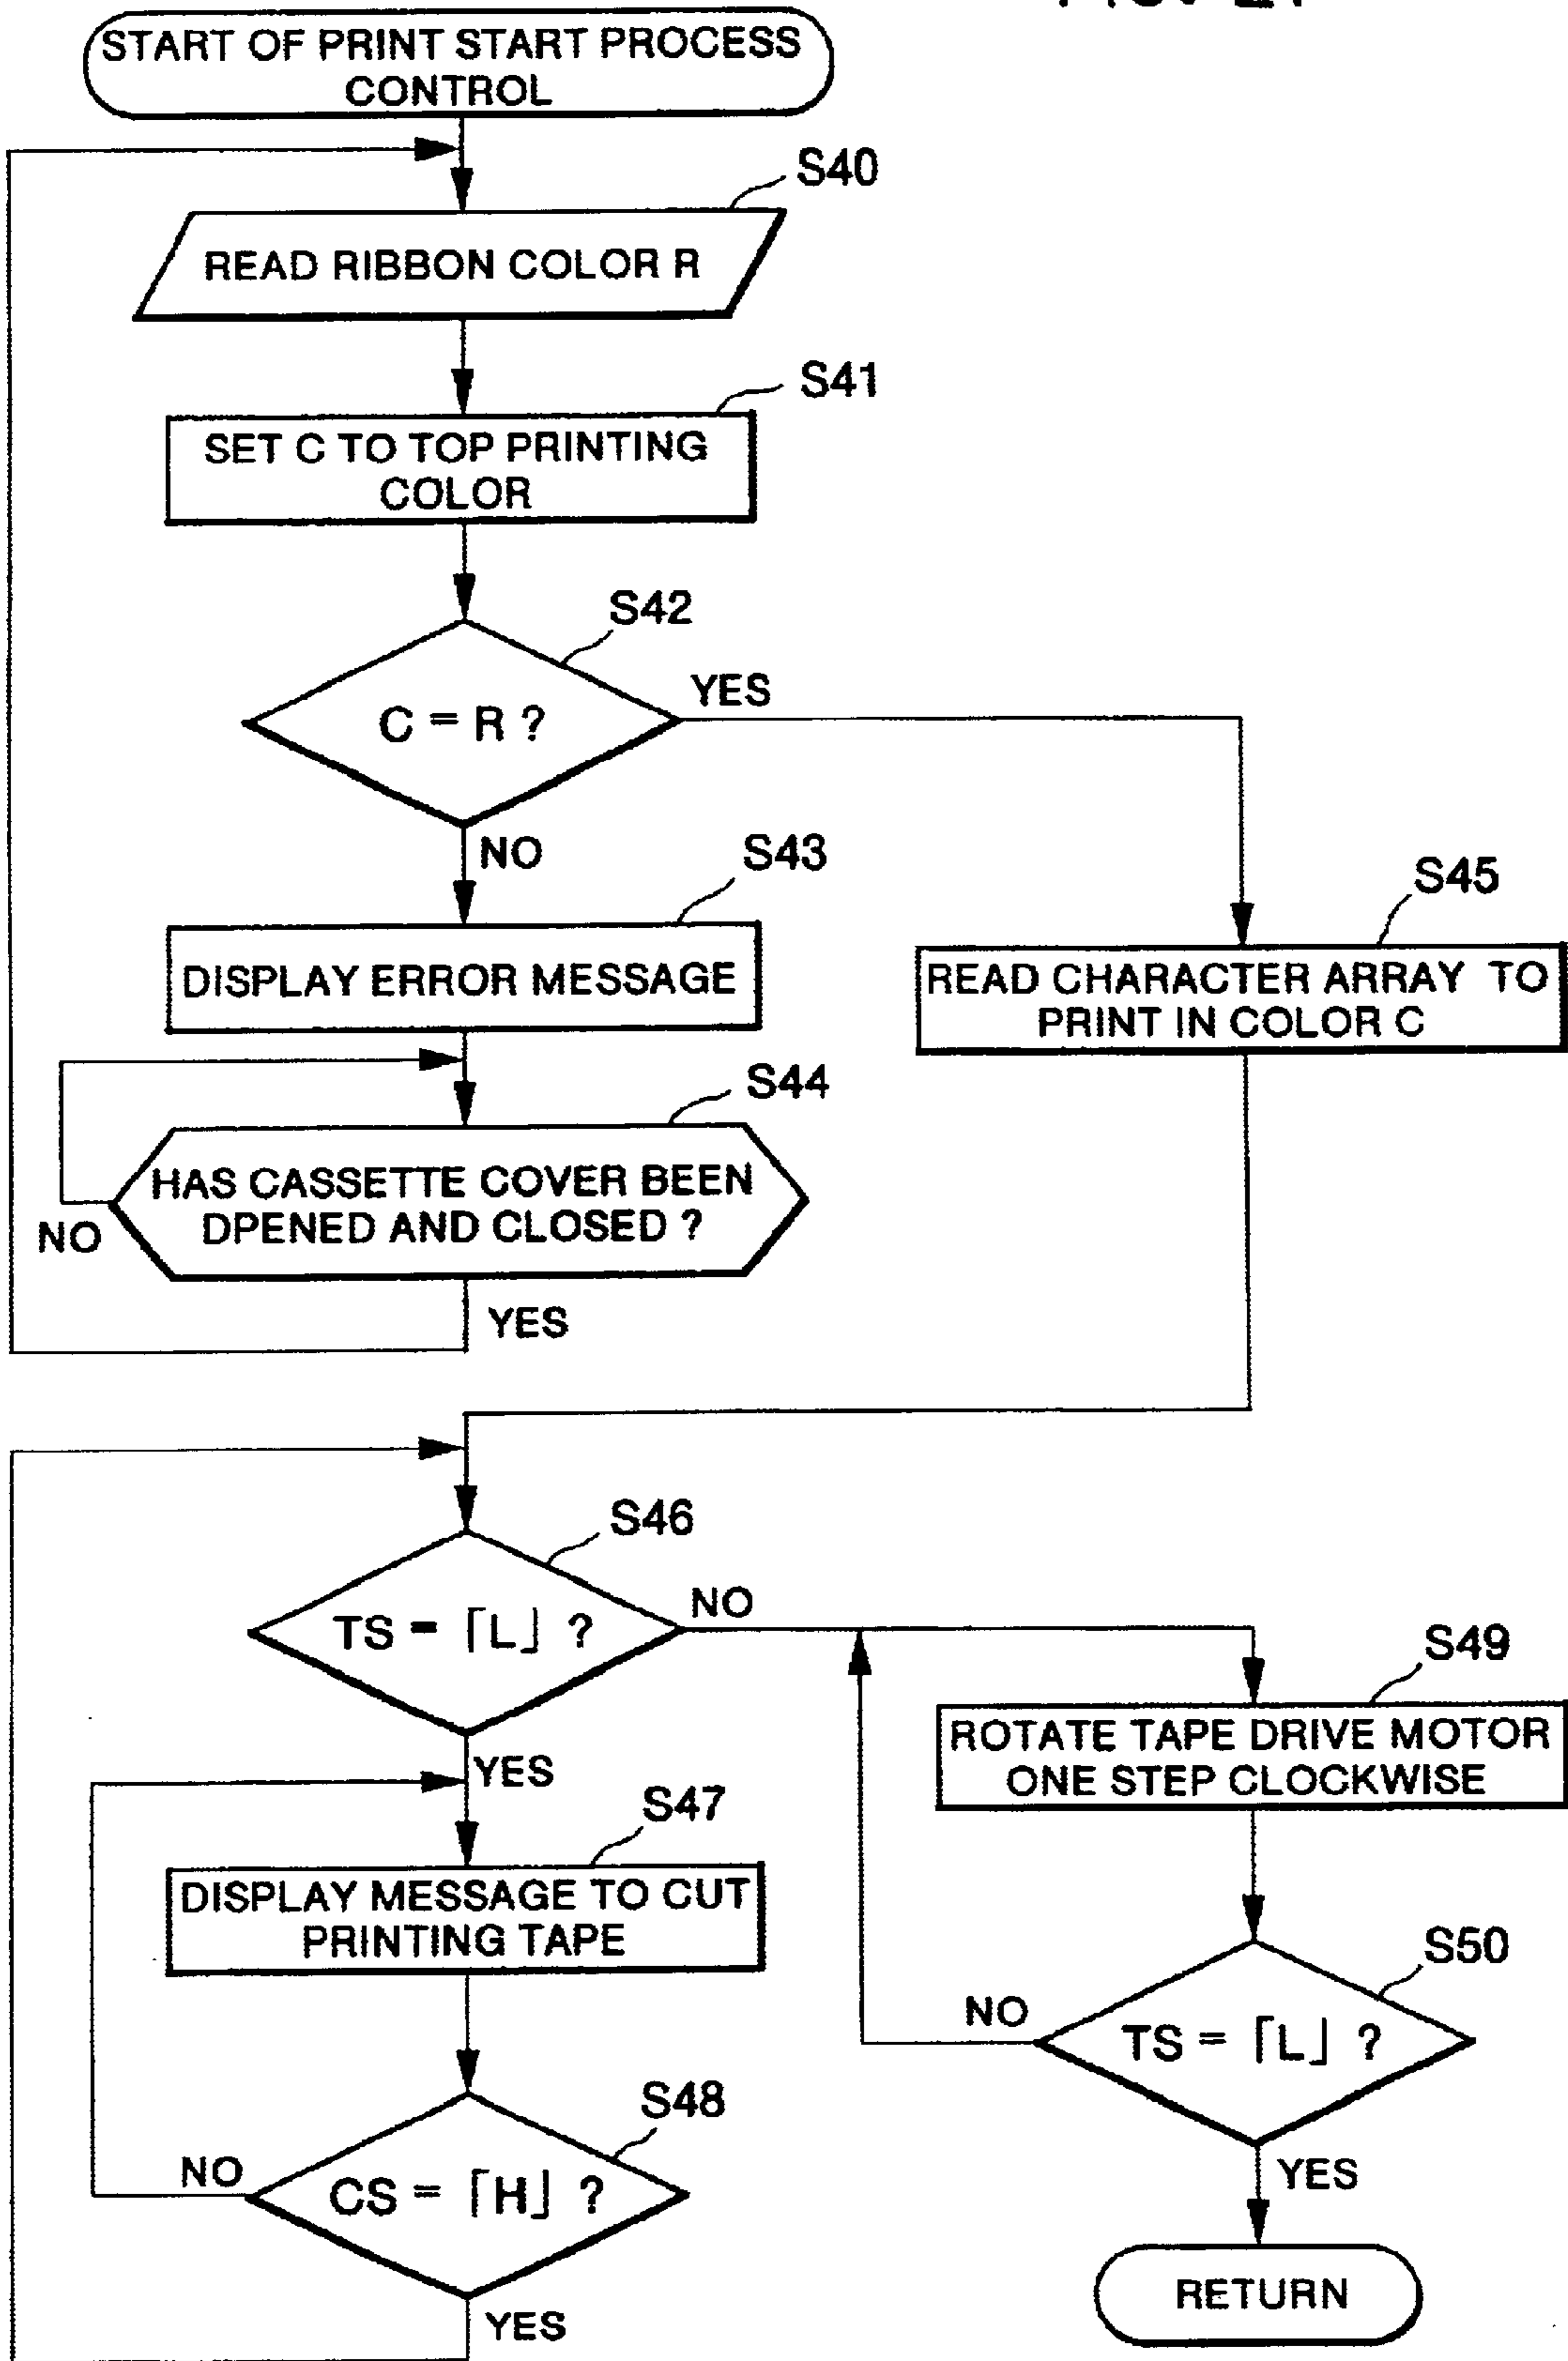 START OF PRINT START PROCESS
CONTROL
S40
READ RIBBON COLOR R
S41
SET C TO TOP PRINTING
COLOR
S42
C = R ?
YES
NO
S43
DISPLAY ERROR MESSAGE
S44
HAS CASSETTE COVER BEEN
DPENED AND CLOSED ?
NO
YES
S45
READ CHARACTER ARRAY TO
PRINT IN COLOR C
S46
TS = ⌈L⌋ ?
NO
YES
S47
DISPLAY MESSAGE TO CUT
PRINTING TAPE
S48
CS = ⌈H⌋ ?
NO
YES
S49
ROTATE TAPE DRIVE MOTOR
ONE STEP CLOCKWISE
S50
TS = ⌈L⌋ ?
NO
YES
RETURN